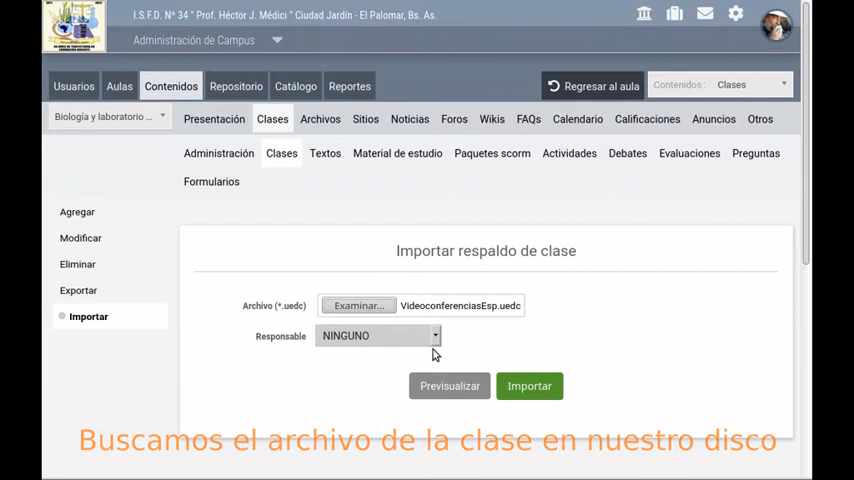 I.S.F.D. Nº 34 " Prof. Héctor J. Médici " Ciudad Jardín - El Palomar, Bs. As.
Administración de Campus
Usuarios Aulas Contenidos Repositorio Catálogo Reportes Regresar al aula Contenidos : Clases
Biología y laboratorio ... Presentación Clases Archivos Sitios Noticias Foros Wikis FAQs Calendario Calificaciones Anuncios Otros
Administración Clases Textos Material de estudio Paquetes scorm Actividades Debates Evaluaciones Preguntas
Formularios
Agregar
Modificar
Eliminar
Exportar
Importar
Importar respaldo de clase
Archivo (*.uedc) Examinar... VideoconferenciasEsp.uedc
Responsable NINGUNO
Previsualizar Importar
Buscamos el archivo de la clase en nuestro disco